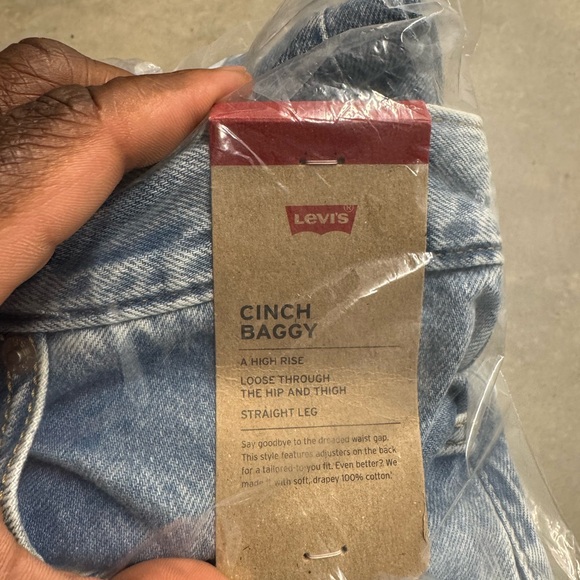 Levi's
CINCH
BAGGY
A HIGH RISE
LOOSE THROUGH
THE HIP AND THIGH
STRAIGHT LEG
Say goodbye to the dreaded waist gap.
This style features adjusters on the back
for a tailored to you fit. Even better? We
made with soft, drapey 100% cotton.